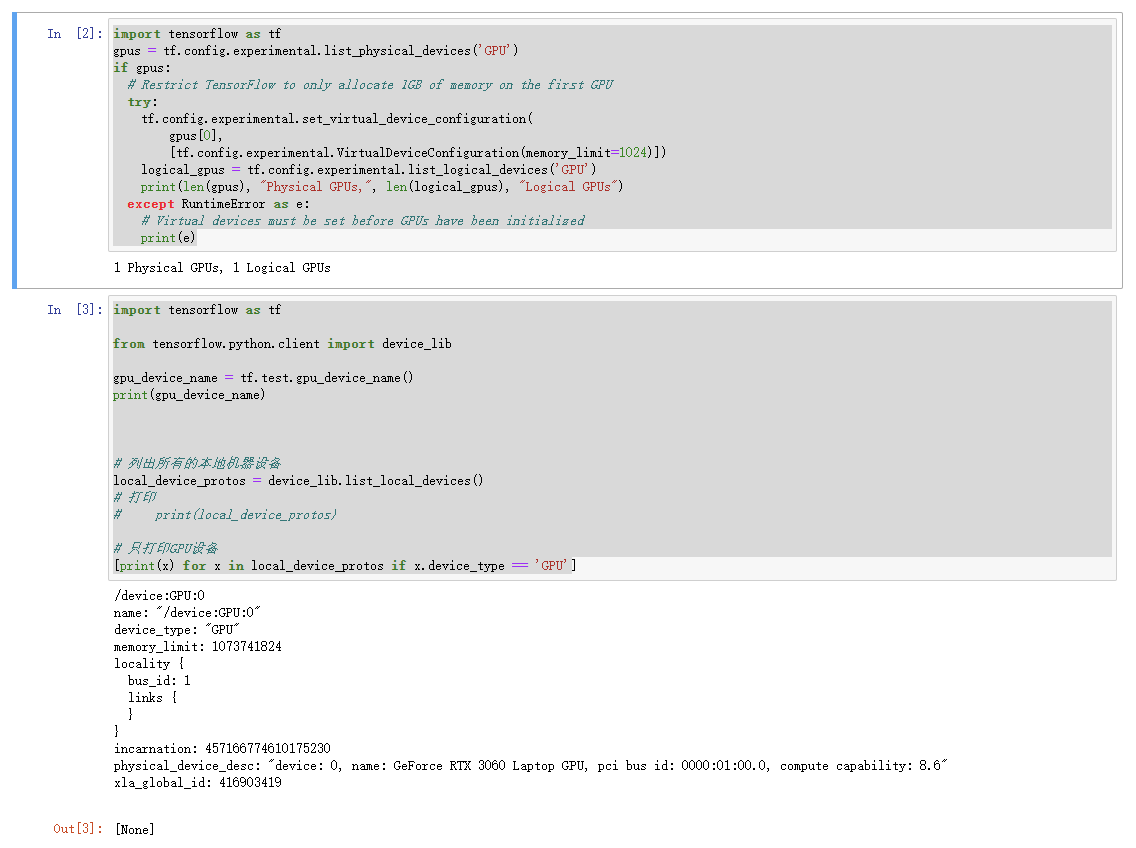 In [2]:
import tensorflow as tf
gpus = tf.config.experimental.list_physical_devices('GPU')
if gpus:
  # Restrict TensorFlow to only allocate 1GB of memory on the first GPU
  try:
    tf.config.experimental.set_virtual_device_configuration(
        gpus[0],
        [tf.config.experimental.VirtualDeviceConfiguration(memory_limit=1024)])
    logical_gpus = tf.config.experimental.list_logical_devices('GPU')
    print(len(gpus), "Physical GPUs,", len(logical_gpus), "Logical GPUs")
  except RuntimeError as e:
    # Virtual devices must be set before GPUs have been initialised
    print(e)
1 Physical GPUs, 1 Logical GPUs
In [3]:
import tensorflow as tf
from tensorflow.python.client import device_lib
gpu_device_name = tf.test.gpu_device_name()
print(gpu_device_name)
# 列出所有的本地机器设备
local_device_protos = device_lib.list_local_devices()
# 打印
#     print(local_device_protos)
# 只打印GPU设备
[print(x) for x in local_device_protos if x.device_type == 'GPU']
/device:GPU:0
name: "/device:GPU:0"
device_type: "GPU"
memory_limit: 1073741824
locality {
  bus_id: 1
  links {
  }
}
incarnation: 457166774610175230
physical_device_desc: "device: 0, name: GeForce RTX 3060 Laptop GPU, pci bus id: 0000:01:00.0, compute capability: 8.6"
xla_global_id: 416903419
Out[3]: [None]